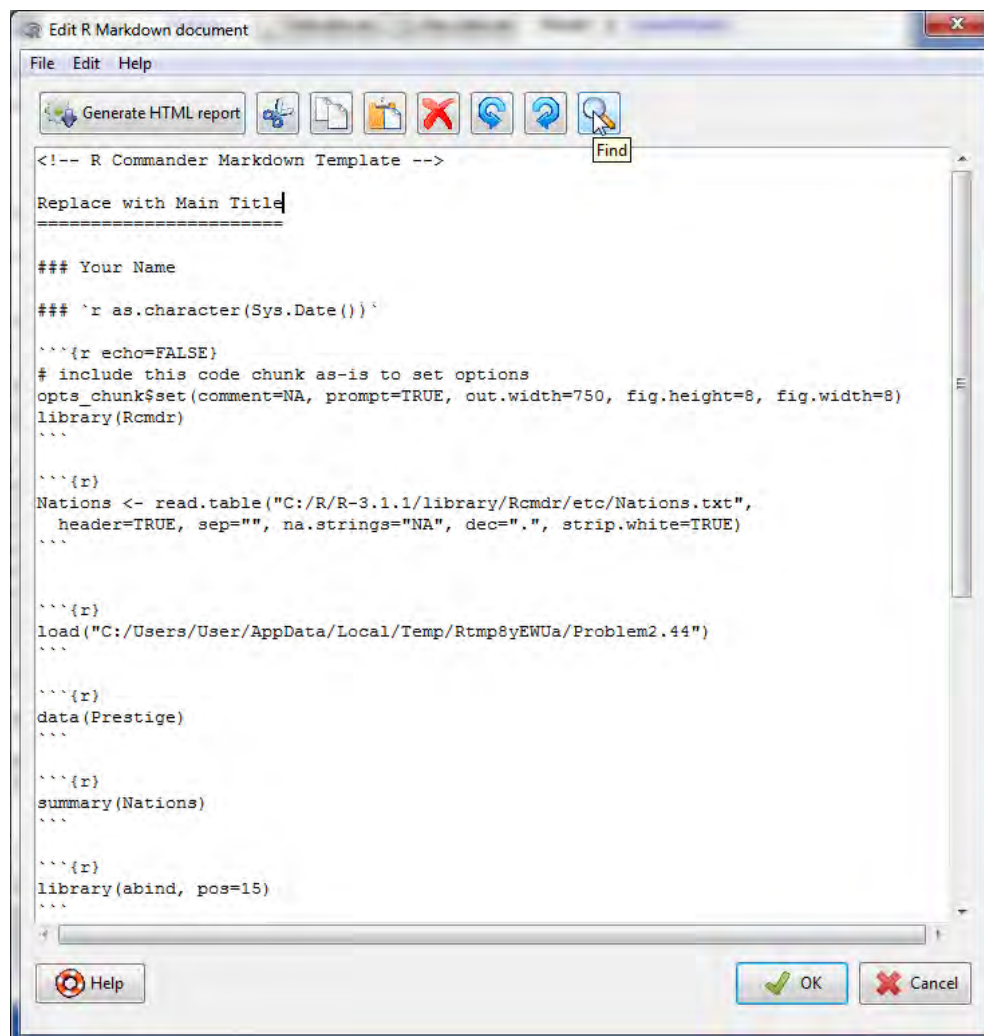 Edit R Markdown document
File Edit Help
Generate HTML report
Find
<!-- R Commander Markdown Template -->
Replace with Main Title
=======================
### Your Name
### `r as.character(Sys.Date())`
```{r echo=FALSE}
# include this code chunk as-is to set options
opts_chunk$set(comment=NA, prompt=TRUE, out.width=750, fig.height=8, fig.width=8)
library(Rcmdr)
```
```{r}
Nations <- read.table("C:/R/R-3.1.1/library/Rcmdr/etc/Nations.txt",
  header=TRUE, sep="", na.strings="NA", dec=".", strip.white=TRUE)
```
```{r}
load("C:/Users/User/AppData/Local/Temp/Rtmp8yEWUa/Problem2.44")
```
```{r}
data(Prestige)
```
```{r}
summary(Nations)
```
```{r}
library(abind, pos=15)
```
Help
OK
Cancel